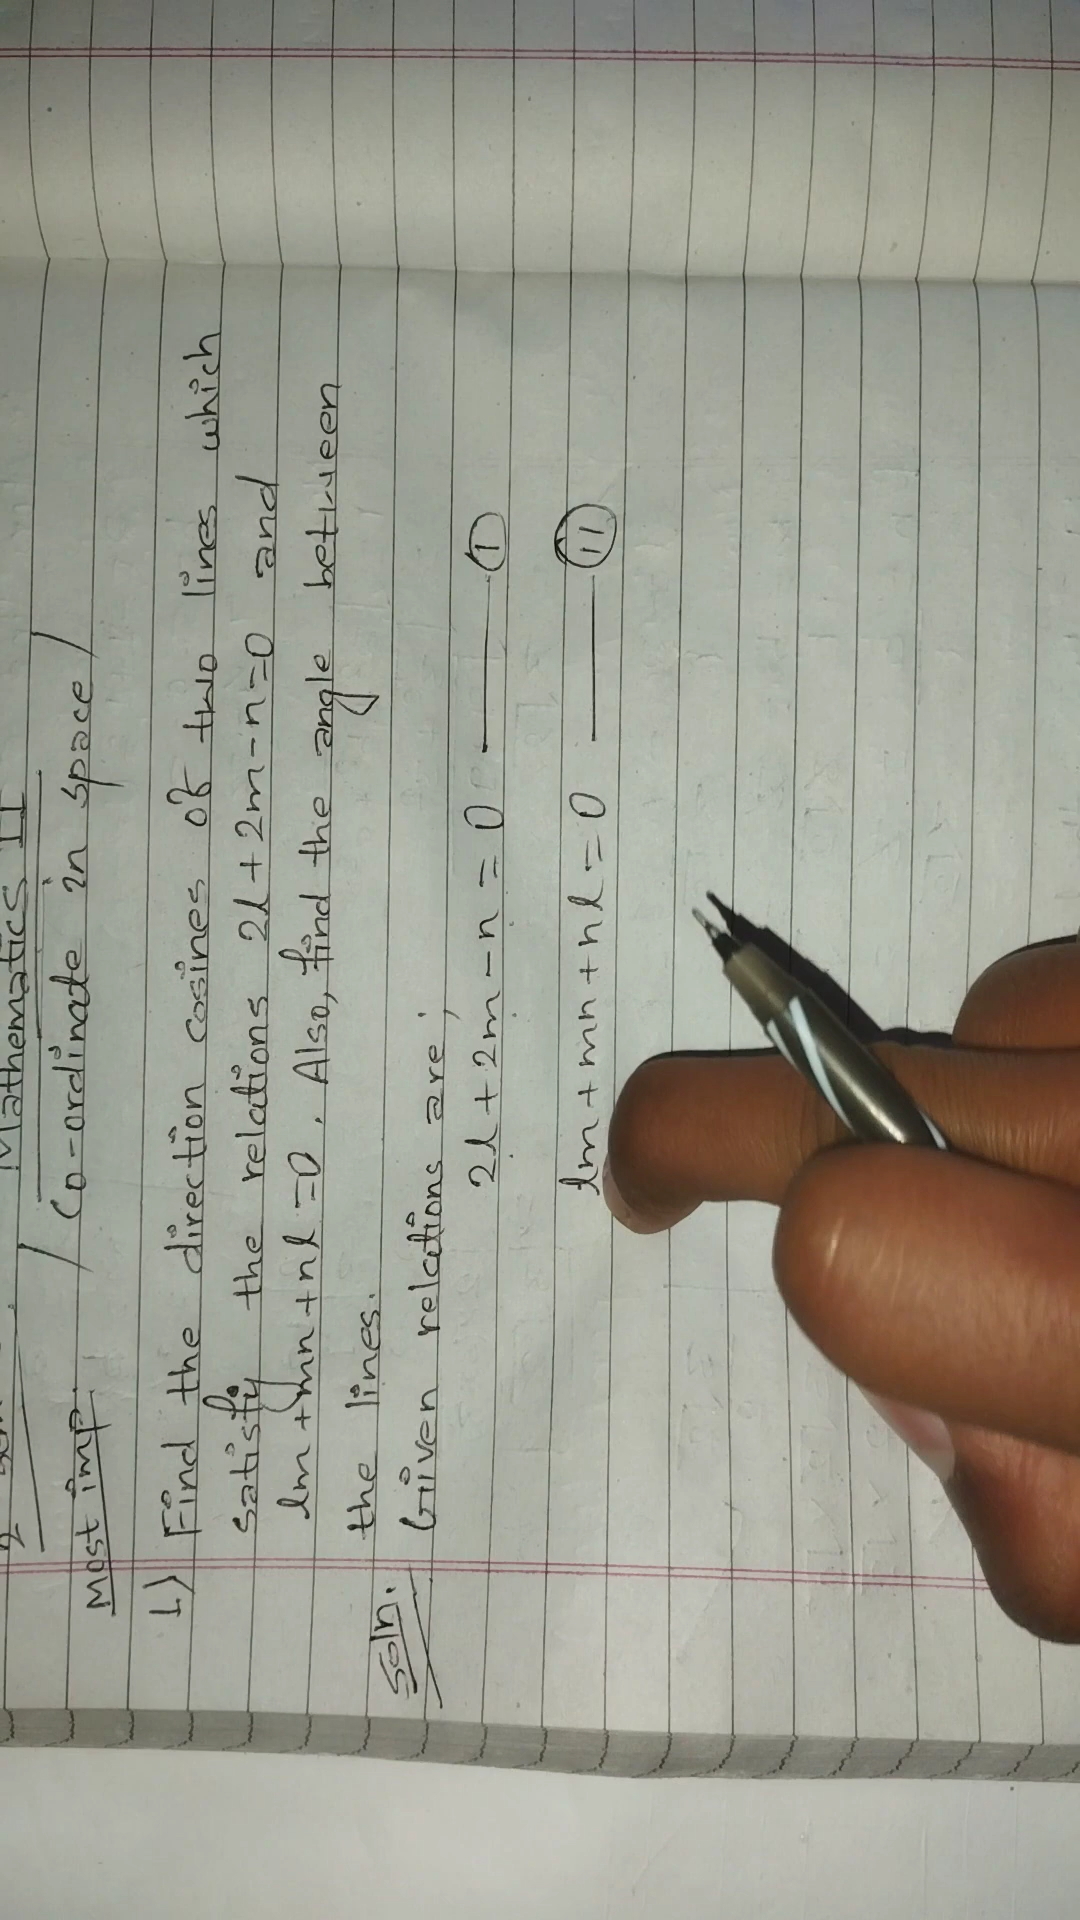 Mathematics II
Most imp. / Co-ordinate in space /
1) Find the direction cosines of two lines which
satisfy the relations 2l + 2m - n = 0 and
lm + mn + nl = 0. Also, find the angle between
the lines.
Soln. Given relations are,
2l + 2m - n = 0 ——— (I)
lm + mn + nl = 0 ——— (II)